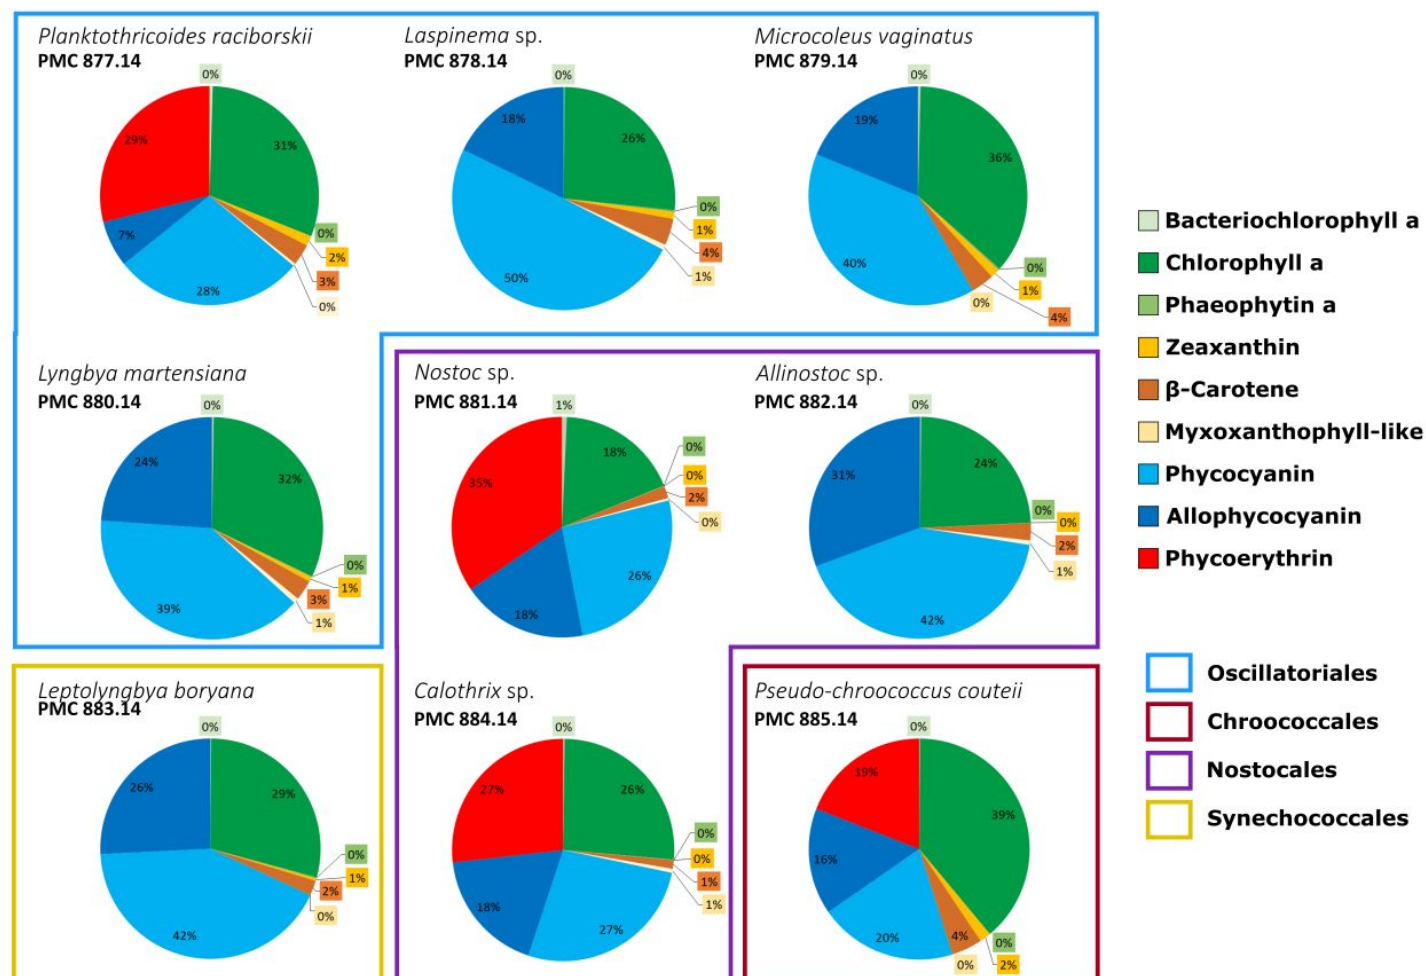 Planktothricoides raciborskii
PMC 877.14
0%
31%
0%
2%
3%
0%
28%
7%
29%
Laspinema sp.
PMC 878.14
0%
26%
0%
1%
4%
1%
50%
18%
Microcoleus vaginatus
PMC 879.14
0%
36%
0%
1%
4%
0%
40%
19%
Lyngbya martensiana
PMC 880.14
0%
32%
0%
1%
3%
1%
39%
24%
Nostoc sp.
PMC 881.14
1%
18%
0%
0%
2%
0%
26%
18%
35%
Allinostoc sp.
PMC 882.14
0%
24%
0%
0%
2%
1%
42%
31%
Leptolyngbya boryana
PMC 883.14
0%
29%
0%
1%
2%
0%
42%
26%
Calothrix sp.
PMC 884.14
0%
26%
0%
0%
1%
1%
27%
18%
27%
Pseudo-chroococcus couteii
PMC 885.14
0%
39%
0%
2%
4%
0%
20%
16%
19%
Bacteriochlorophyll a
Chlorophyll a
Phaeophytin a
Zeaxanthin
β-Carotene
Myxoxanthophyll-like
Phycocyanin
Allophycocyanin
Phycoerythrin
Oscillatoriales
Chroococcales
Nostocales
Synechococcales